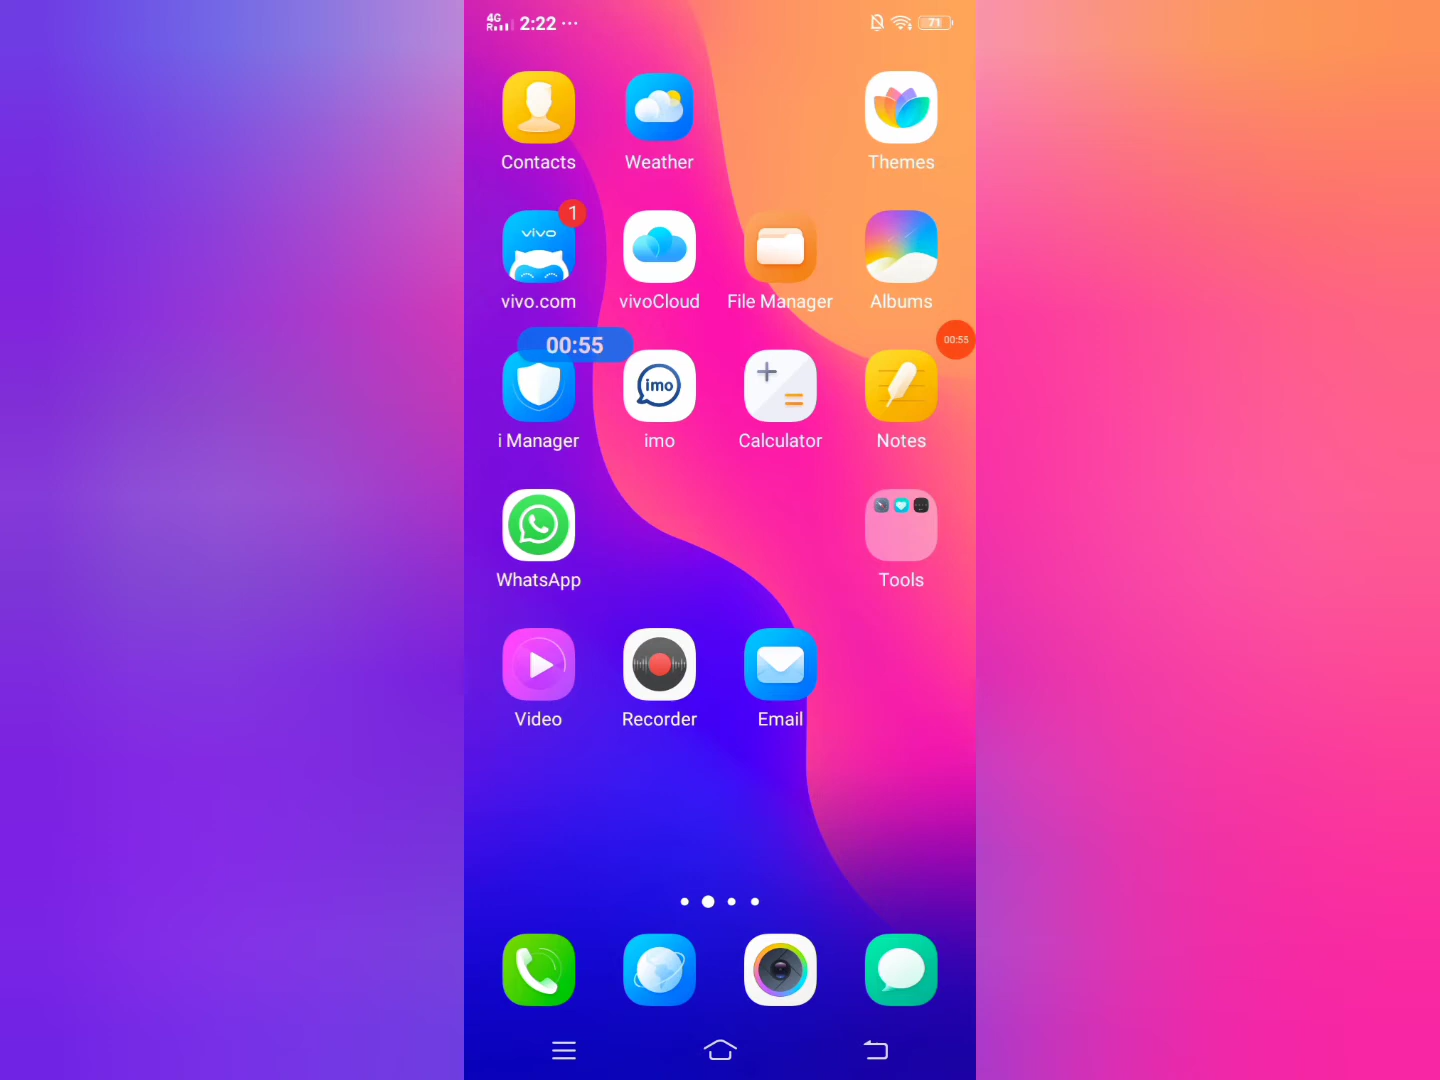 4G
R
2:22 ...
71
Contacts
Weather
Themes
vivo
1
vivo.com
vivoCloud
File Manager
Albums
00:55
00:55
imo
i Manager
imo
Calculator
Notes
WhatsApp
Tools
Video
Recorder
Email